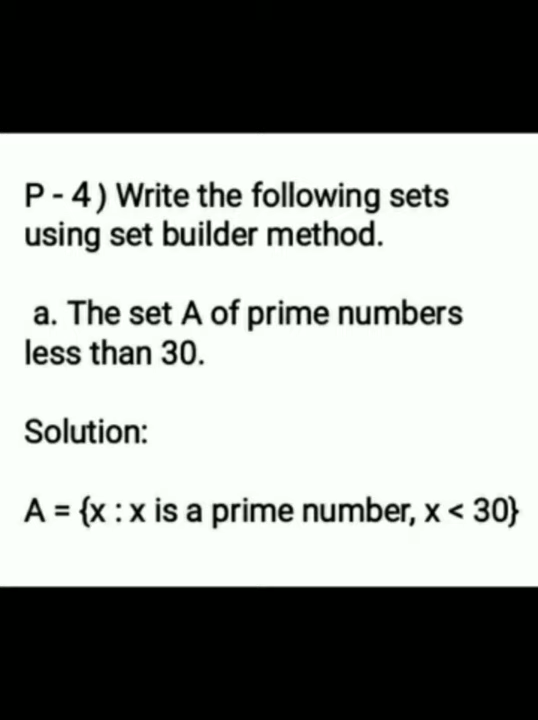 P - 4 ) Write the following sets
using set builder method.
a. The set A of prime numbers
less than 30.
Solution:
A = {x : x is a prime number, x < 30}